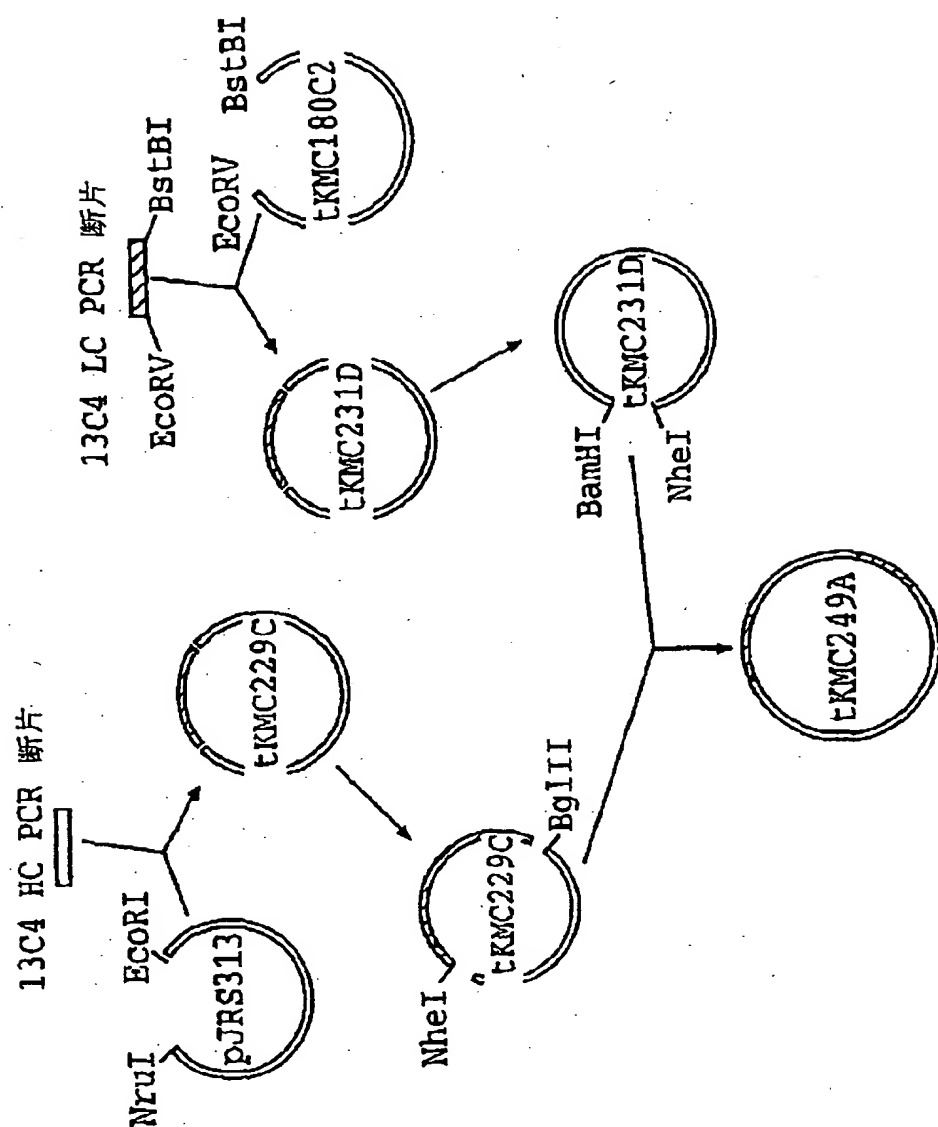 13C4 HC PCR 断片
NruI
EcoRI
pJRS313
tKMC229C
NheI
tKMC229C
BglII
13C4 LC PCR 断片
EcoRV
BstBI
EcoRV
BstBI
tKMC180C2
tKMC231D
BamHI
tKMC231D
NheI
tKMC249A